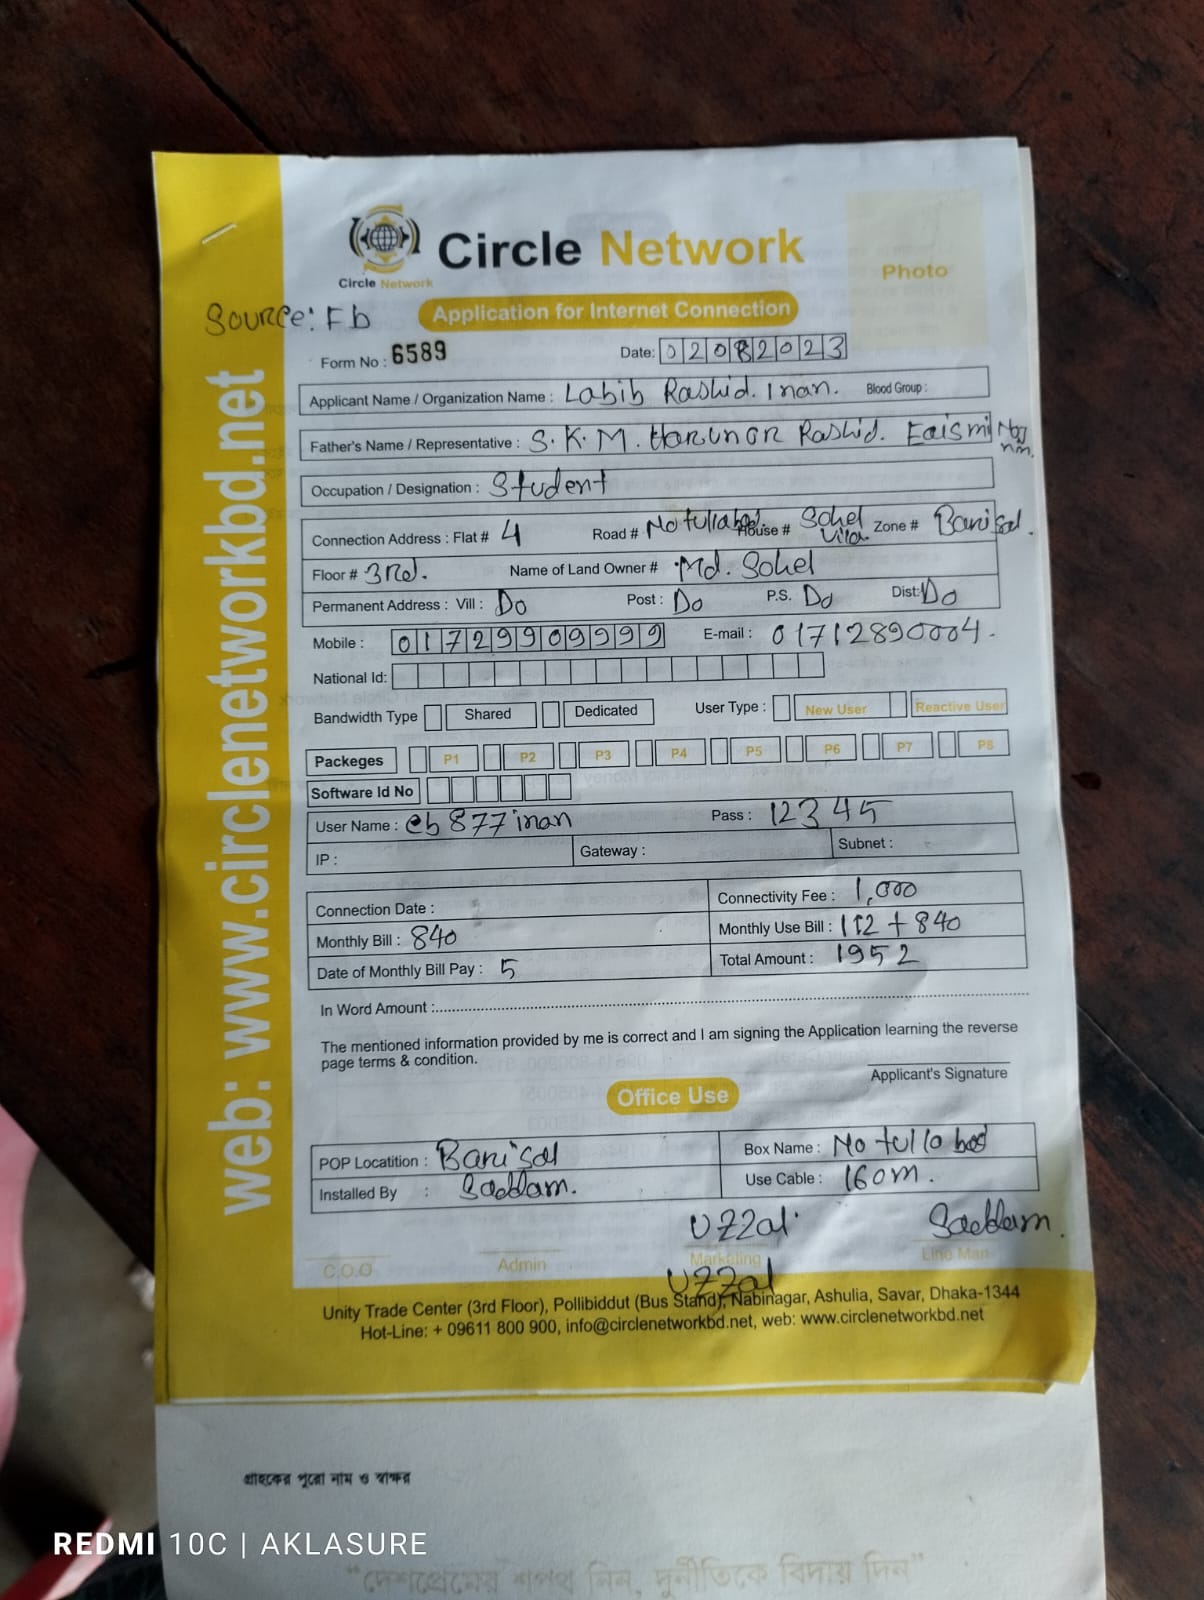 Circle Network
Circle Network
Photo
Source: Fb
Application for Internet Connection
Form No : 6589
Date: 02082023
Applicant Name / Organization Name : Labib Rashid. Inan. Blood Group :
Father's Name / Representative : S.K.M. Harunor Rashid.
Occupation / Designation : Student
Connection Address : Flat # 4 Road # Notullabad House # Sohel Villa Zone # Barisal.
Floor # 3rd. Name of Land Owner # Md. Sohel
Permanent Address : Vill : Do Post : Do P.S. Do Dist: Do
Mobile : 01729909999 E-mail : 01712890004.
National Id:
Bandwidth Type Shared Dedicated User Type : New User Reactive User
Packeges P1 P2 P3 P4 P5 P6 P7 P8
Software Id No
User Name : cb877inan Pass : 12345
IP : Gateway : Subnet :
Connection Date : Connectivity Fee : 1,000
Monthly Bill : 840 Monthly Use Bill : 112 + 840
Date of Monthly Bill Pay : 5 Total Amount : 1952
In Word Amount :
The mentioned information provided by me is correct and I am signing the Application learning the reverse
page terms & condition.
Applicant's Signature
Office Use
POP Locatition : Barisal Box Name : Notullabad
Installed By : Saddam. Use Cable : 160m.
Uzzal. Saddam.
C.O.O Admin Marketing Line Man
Uzzal
Unity Trade Center (3rd Floor), Pollibiddut (Bus Stand), Nabinagar, Ashulia, Savar, Dhaka-1344
Hot-Line: + 09611 800 900, info@circlenetworkbd.net, web: www.circlenetworkbd.net
web: www.circlenetworkbd.net
গ্রাহকের পুরো নাম ও স্বাক্ষর
REDMI 10C | AKLASURE
“দেশপ্রেমের শপথ নিন, দুর্নীতিকে বিদায় দিন”